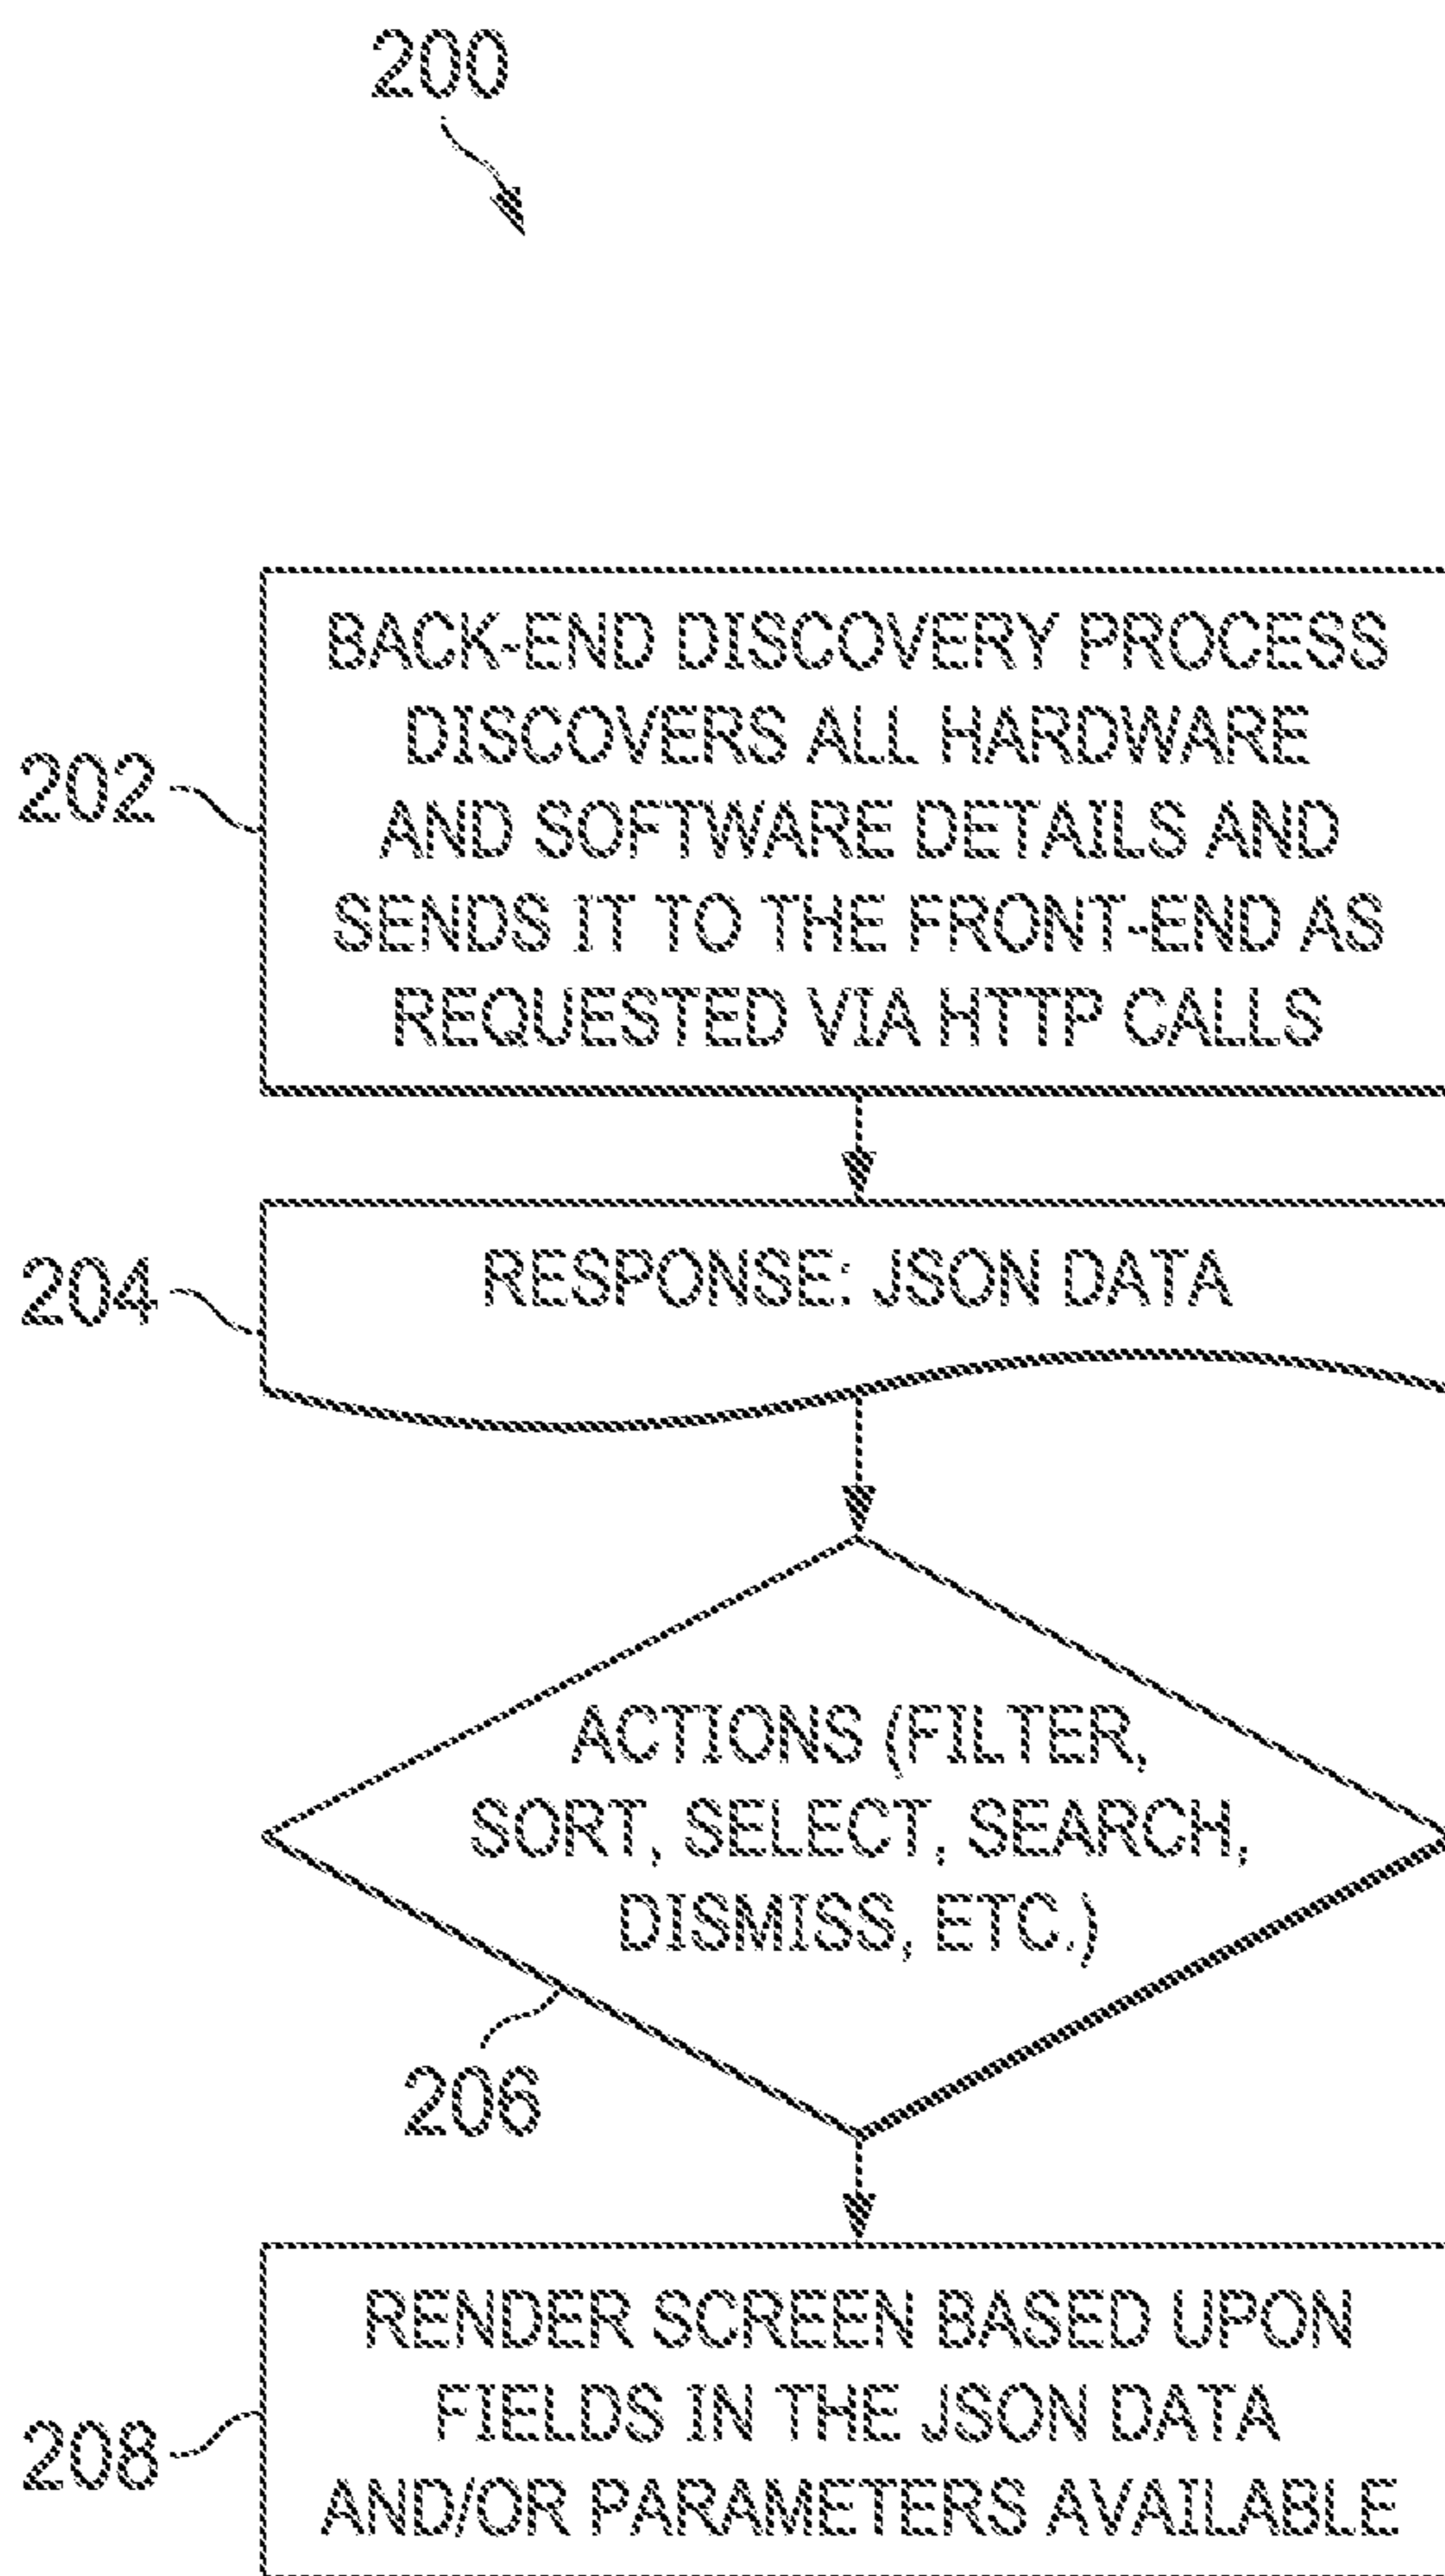 200
BACK-END DISCOVERY PROCESS
DISCOVERS ALL HARDWARE
AND SOFTWARE DETAILS AND
SENDS IT TO THE FRONT-END AS
REQUESTED VIA HTTP CALLS
202
RESPONSE: JSON DATA
204
ACTIONS (FILTER,
SORT, SELECT, SEARCH,
DISMISS, ETC.)
206
RENDER SCREEN BASED UPON
FIELDS IN THE JSON DATA
AND/OR PARAMETERS AVAILABLE
208